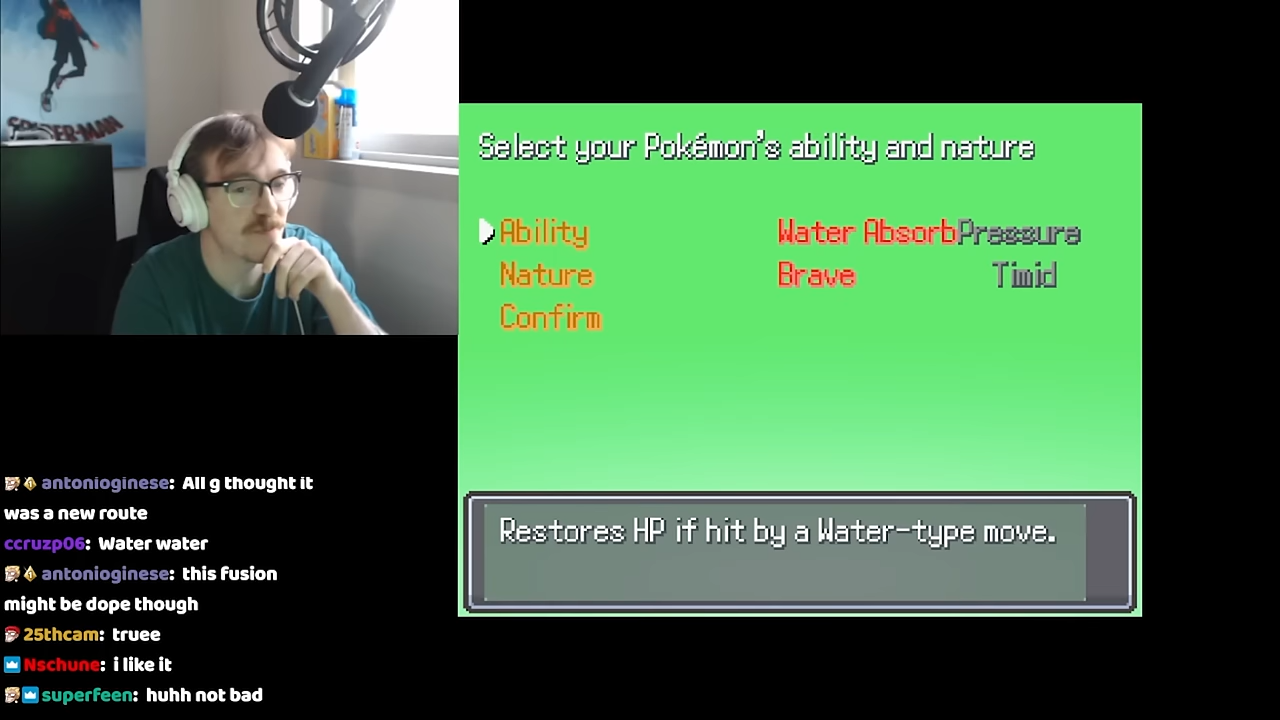 SPIDER-MAN
Select your Pokémon's ability and nature
Ability Water Absorb Pressure
Nature Brave Timid
Confirm
Restores HP if hit by a Water-type move.
antonioginese: All g thought it
was a new route
ccruzp06: Water water
antonioginese: this fusion
might be dope though
25thcam: truee
Nschune: i like it
superfeen: huhh not bad